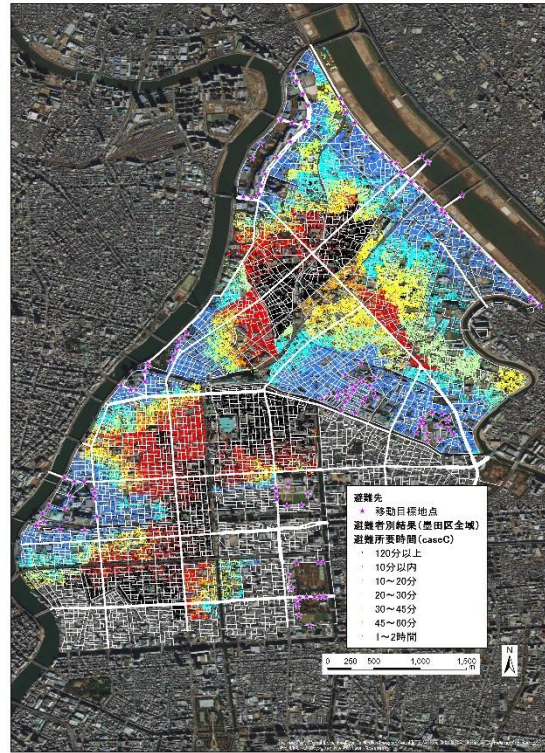 避難先
移動目標地点
避難者別結果(墨田区全域)
避難所要時間(caseC)
120分以上
10分以内
10～20分
20～30分
30～45分
45～60分
1～2時間
0 250 500 1,000 1,500
m
N